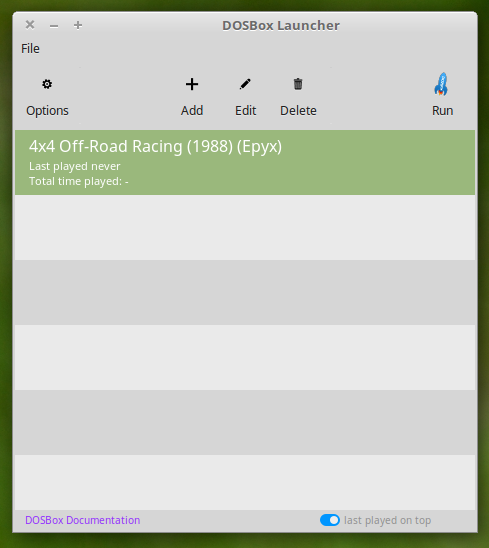 DOSBox Launcher
File
Options
Add
Edit
Delete
Run
4x4 Off-Road Racing (1988) (Epyx)
Last played never
Total time played: -
DOSBox Documentation
last played on top